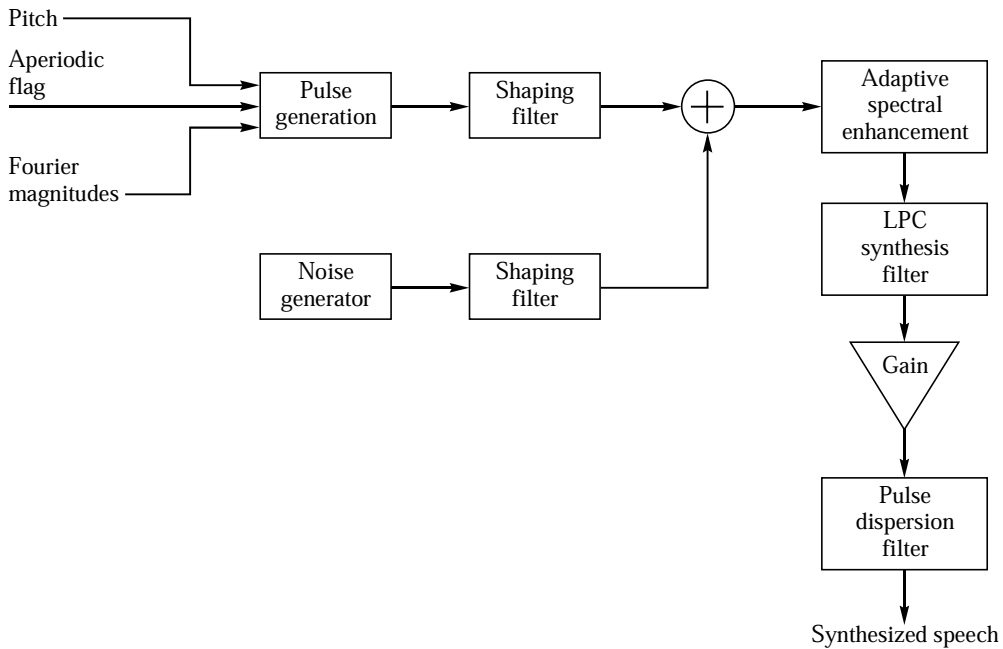 Pitch
Aperiodic
flag
Fourier
magnitudes
Pulse
generation
Shaping
filter
Adaptive
spectral
enhancement
Noise
generator
Shaping
filter
LPC
synthesis
filter
Gain
Pulse
dispersion
filter
Synthesized speech